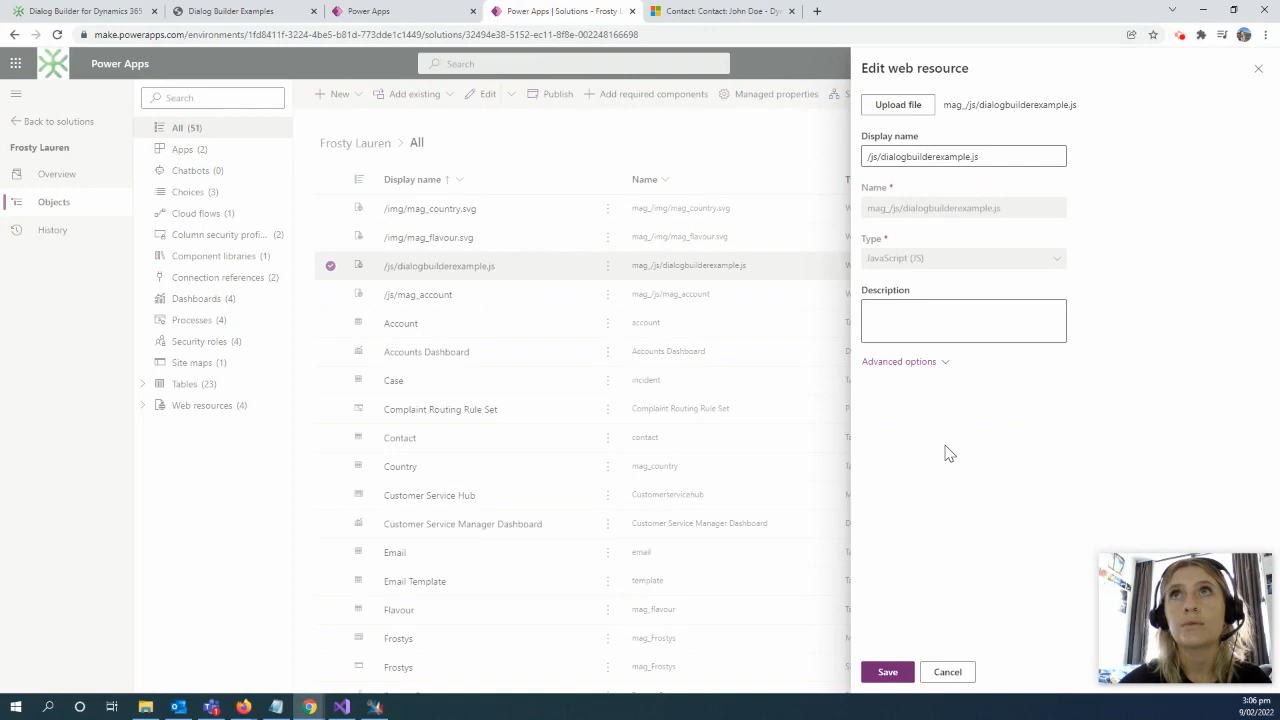 Dialog Builder for Dynamics 365
Dialog Builder Examples
Power Apps
Power Apps | Solutions - Frosty L
Contact: Contact: John Doe - Dy
make.powerapps.com/environments/1fd8411f-3224-4be5-b81d-773dde1c1449/solutions/32494e38-5152-ec11-8f8e-002248166698
Power Apps
Search
Edit web resource
New
Add existing
Edit
Publish
Add required components
Managed properties
S
Search
Upload file
mag_/js/dialogbuilderexample.js
Back to solutions
All (51)
Display name
Frosty Lauren
Frosty Lauren > All
Apps (2)
/js/dialogbuilderexample.js
Overview
Chatbots (0)
Display name
Name
T
Name *
Objects
Choices (3)
/img/mag_country.svg
mag_/img/mag_country.svg
W
mag_/js/dialogbuilderexample.js
History
Cloud flows (1)
/img/mag_flavour.svg
mag_/img/mag_flavour.svg
W
Type *
Column security profi... (2)
/js/dialogbuilderexample.js
mag_/js/dialogbuilderexample.js
W
JavaScript (JS)
Component libraries (1)
/js/mag_account
mag_/js/mag_account
W
Description
Connection references (2)
Account
account
Ta
Dashboards (4)
Accounts Dashboard
Accounts Dashboard
D
Processes (4)
Case
incident
Ta
Advanced options
Security roles (4)
Complaint Routing Rule Set
Complaint Routing Rule Set
P
Site maps (1)
Contact
contact
Ta
Tables (23)
Country
mag_country
Ta
Web resources (4)
Customer Service Hub
Customerservicehub
M
Customer Service Manager Dashboard
Customer Service Manager Dashboard
D
Email
email
Ta
Email Template
template
Ta
Flavour
mag_flavour
Ta
Frostys
mag_Frostys
M
Frostys
mag_Frostys
S
Save
Cancel
3:06 pm
9/02/2022